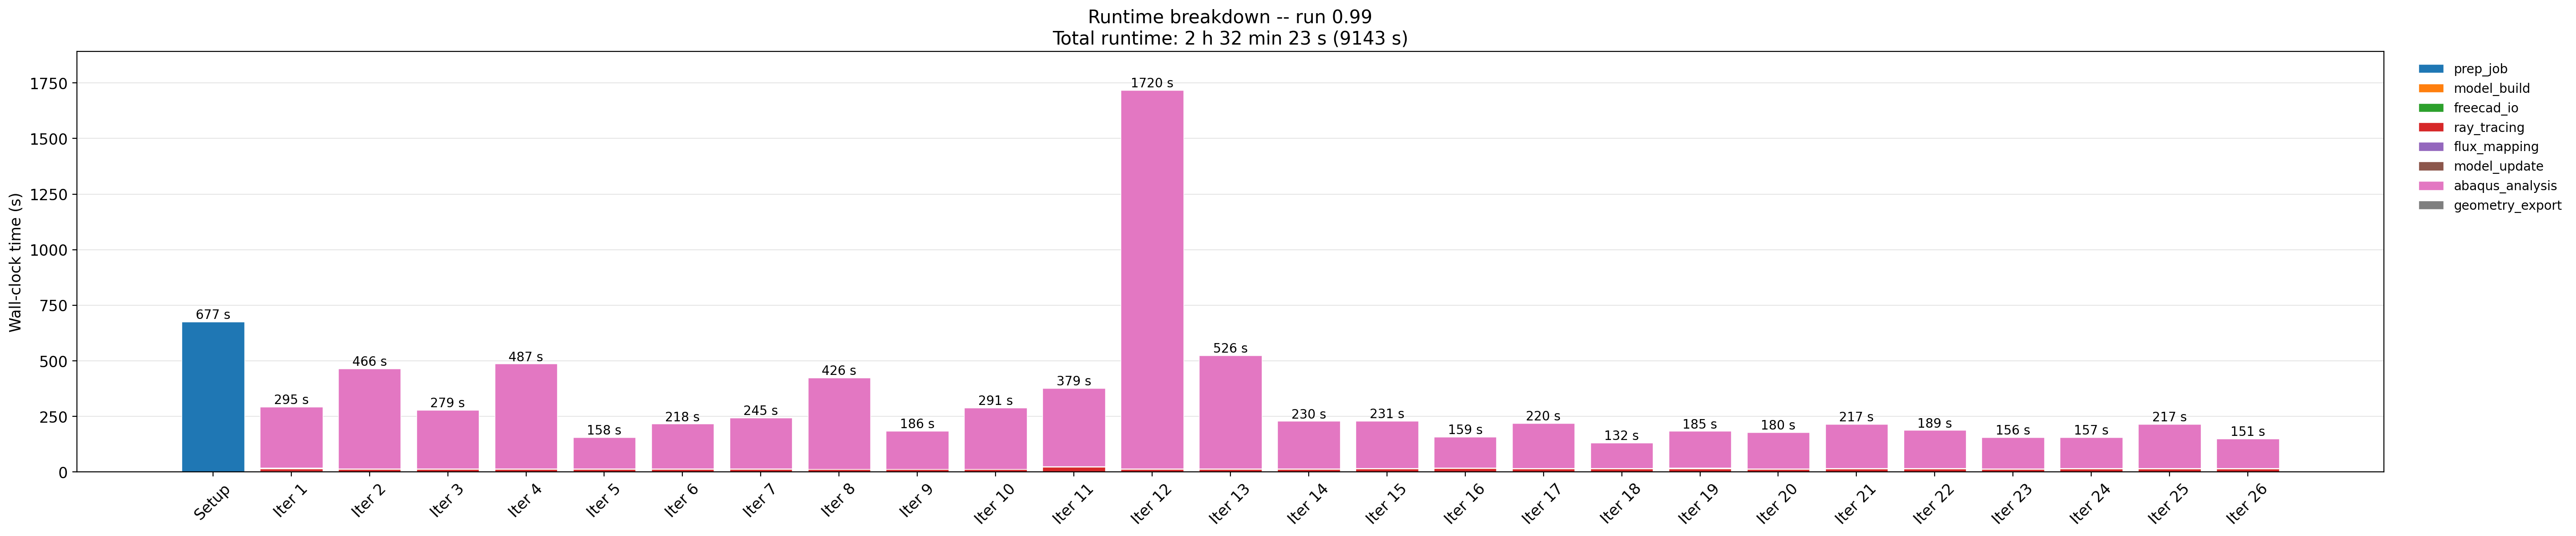 Runtime breakdown -- run 0.99
Total runtime: 2 h 32 min 23 s (9143 s)
Wall-clock time (s)
1750
1500
1250
1000
750
500
250
0
677 s
295 s
466 s
279 s
487 s
158 s
218 s
245 s
426 s
186 s
291 s
379 s
1720 s
526 s
230 s
231 s
159 s
220 s
132 s
185 s
180 s
217 s
189 s
156 s
157 s
217 s
151 s
Setup
Iter 1
Iter 2
Iter 3
Iter 4
Iter 5
Iter 6
Iter 7
Iter 8
Iter 9
Iter 10
Iter 11
Iter 12
Iter 13
Iter 14
Iter 15
Iter 16
Iter 17
Iter 18
Iter 19
Iter 20
Iter 21
Iter 22
Iter 23
Iter 24
Iter 25
Iter 26
prep_job
model_build
freecad_io
ray_tracing
flux_mapping
model_update
abaqus_analysis
geometry_export